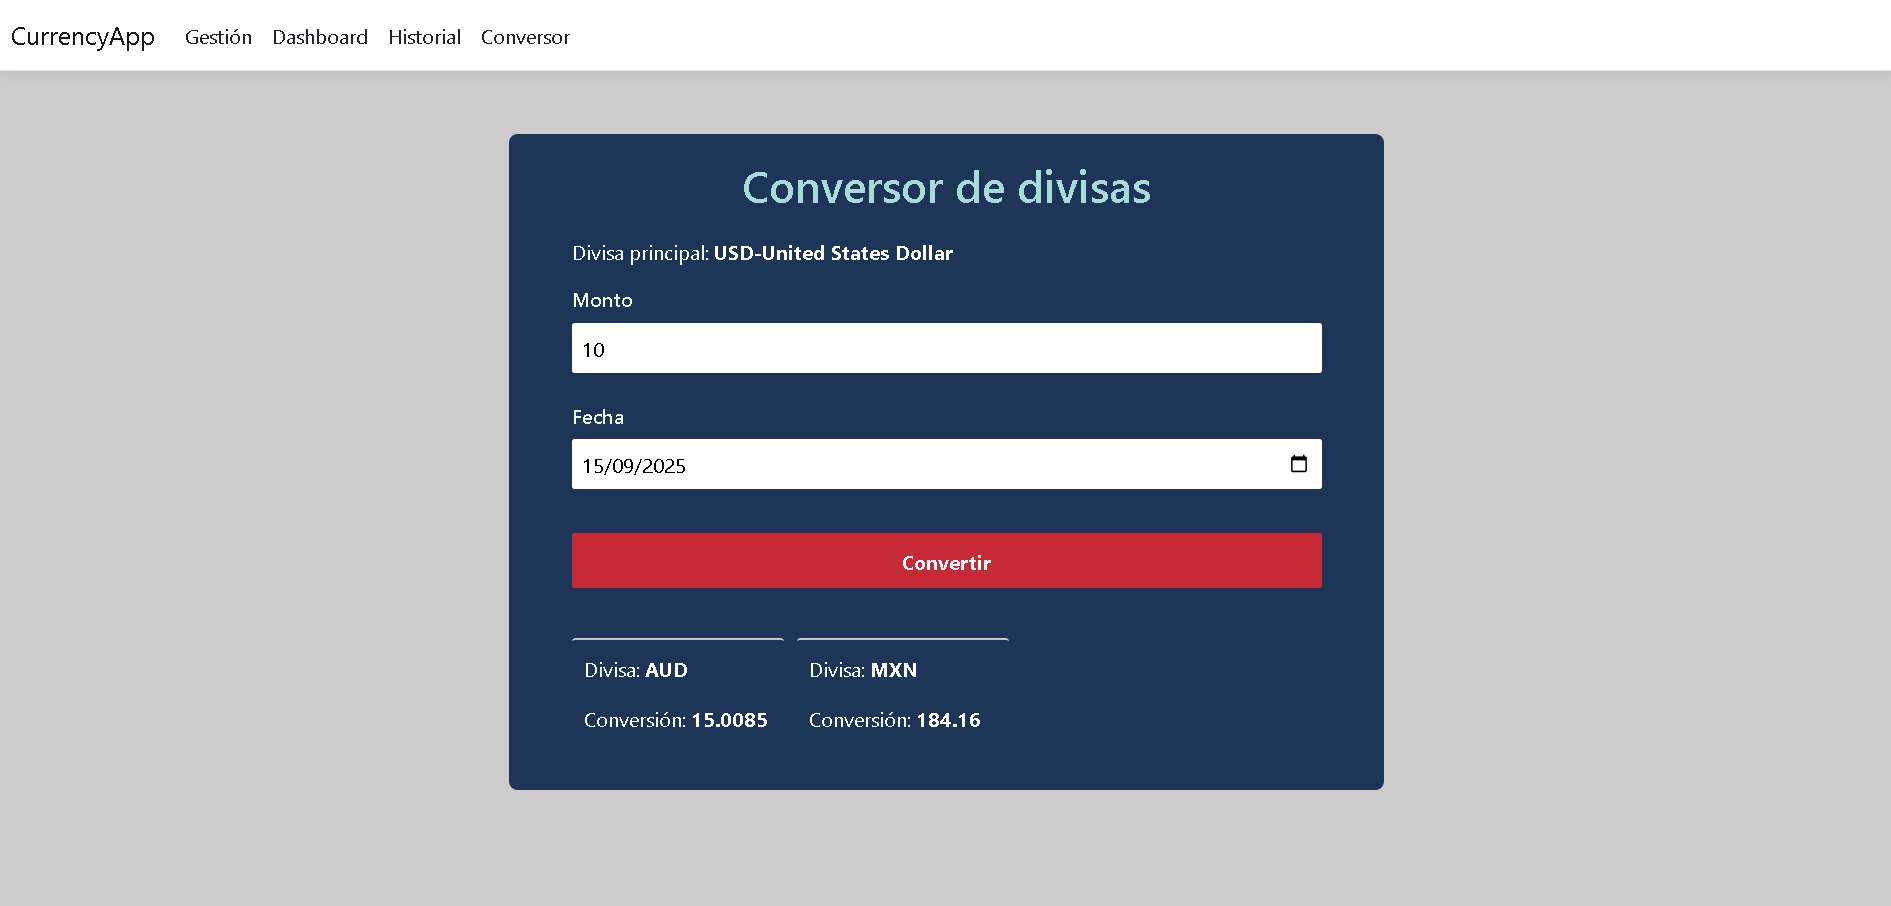 CurrencyApp Gestión Dashboard Historial Conversor
Conversor de divisas
Divisa principal: USD-United States Dollar
Monto
10
Fecha
15/09/2025
Convertir
Divisa: AUD
Conversión: 15.0085
Divisa: MXN
Conversión: 184.16